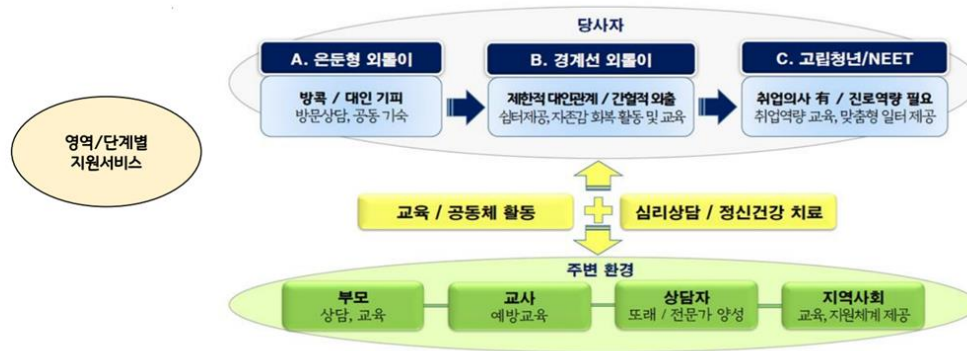 당사자
A. 은둔형 외톨이
방콕 / 대인 기피
방문상담, 공동 기숙
B. 경계선 외톨이
제한적 대인관계 / 간헐적 외출
쉼터제공, 자존감 회복 활동 및 교육
C. 고립청년/NEET
취업의사 有 / 진로역량 필요
취업역량 교육, 맞춤형 일터 제공
영역/단계별
지원서비스
교육 / 공동체 활동
심리상담 / 정신건강 치료
주변 환경
부모
상담, 교육
교사
예방교육
상담자
또래 / 전문가 양성
지역사회
교육, 지원체계 제공